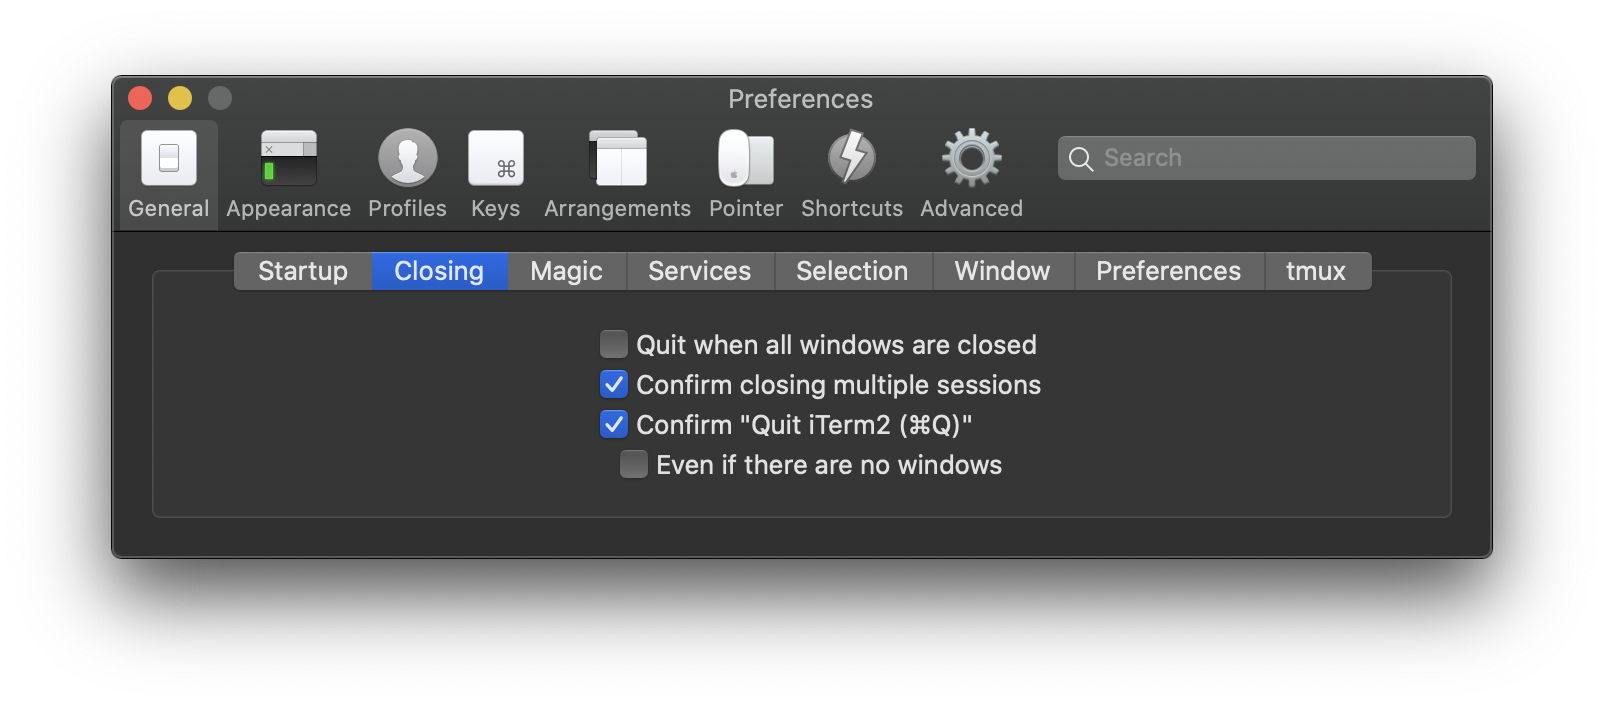 Preferences
General Appearance Profiles Keys Arrangements Pointer Shortcuts Advanced Search
Startup Closing Magic Services Selection Window Preferences tmux
Quit when all windows are closed
Confirm closing multiple sessions
Confirm "Quit iTerm2 (⌘Q)"
Even if there are no windows